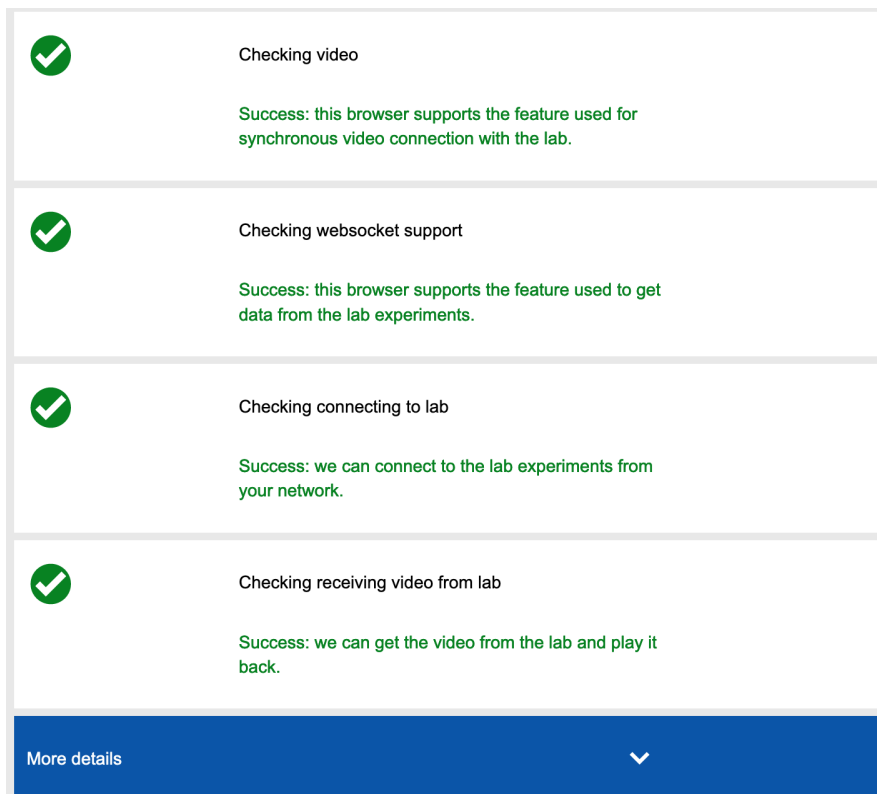 Checking video
Success: this browser supports the feature used for
synchronous video connection with the lab.
Checking websocket support
Success: this browser supports the feature used to get
data from the lab experiments.
Checking connecting to lab
Success: we can connect to the lab experiments from
your network.
Checking receiving video from lab
Success: we can get the video from the lab and play it
back.
More details